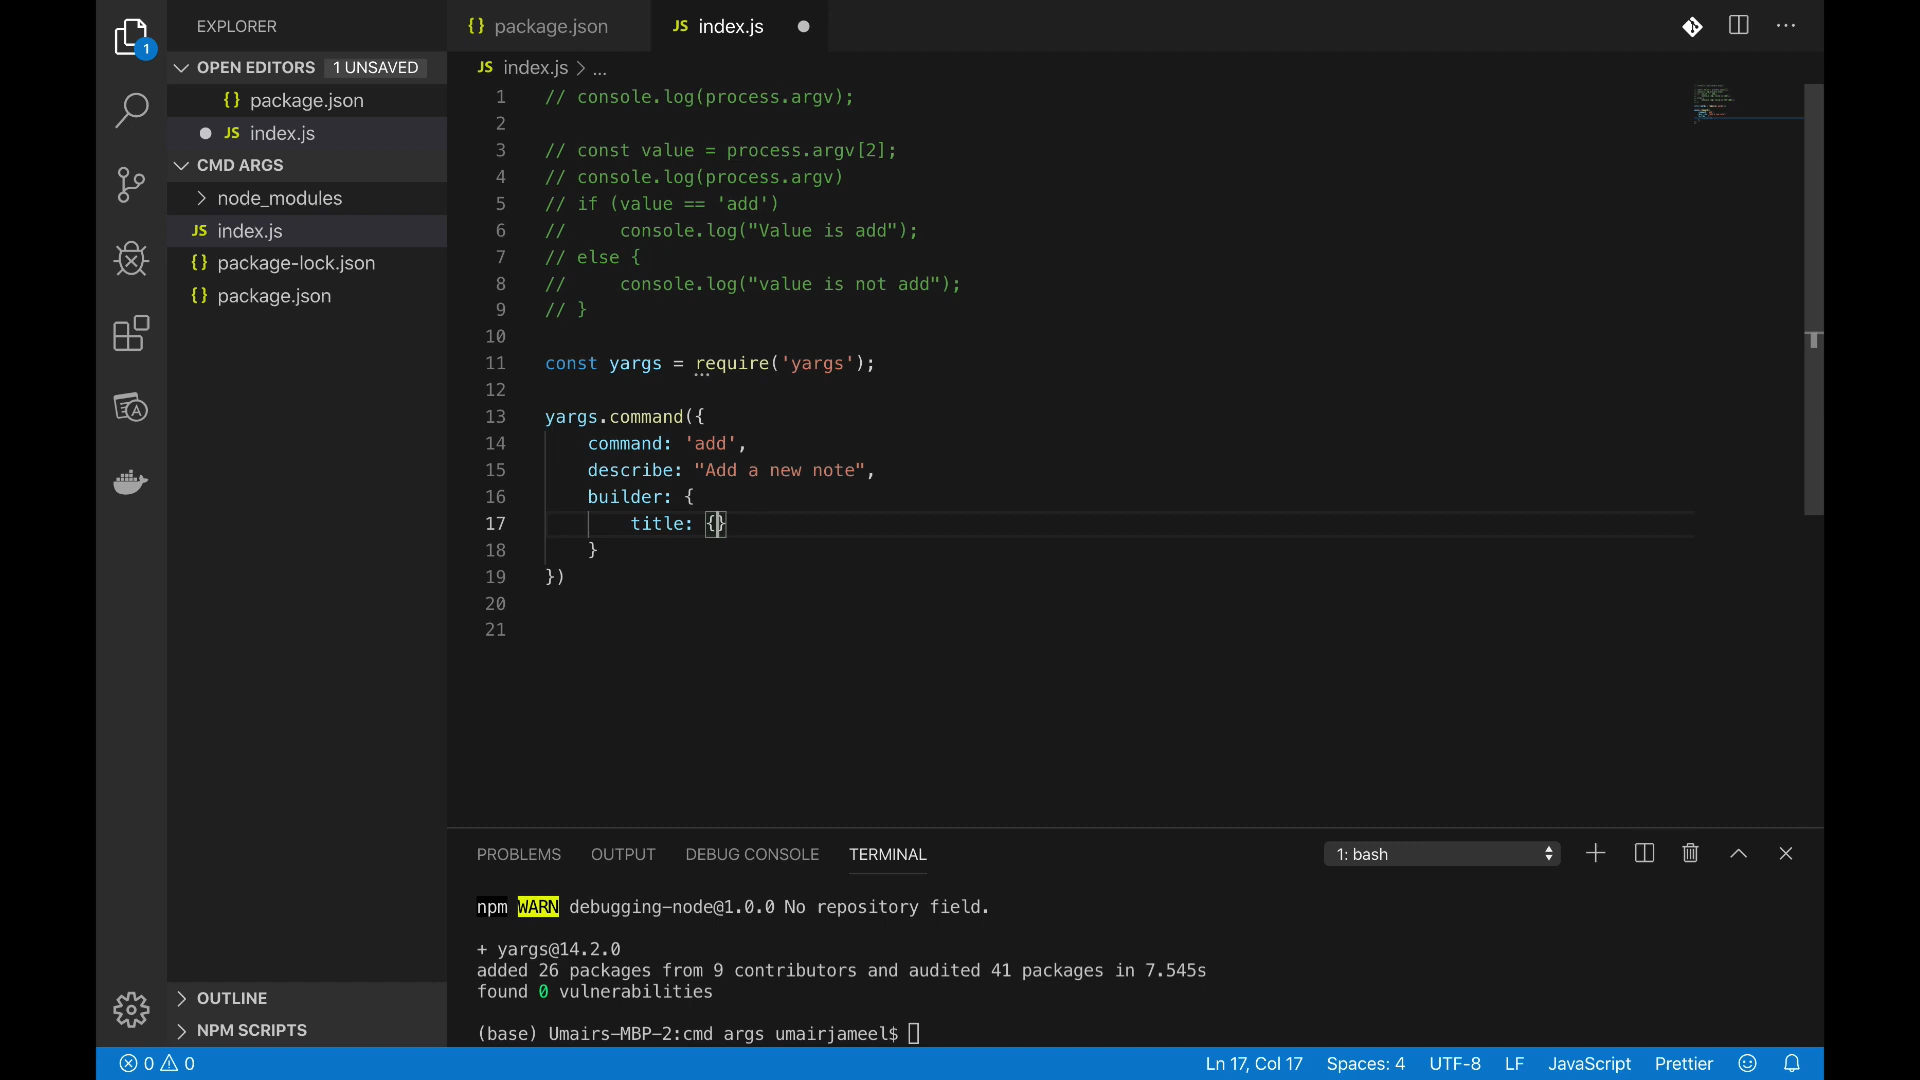 EXPLORER
OPEN EDITORS 1 UNSAVED
{} package.json
JS index.js
CMD ARGS
node_modules
JS index.js
{} package-lock.json
{} package.json
OUTLINE
NPM SCRIPTS
1
{} package.json
JS index.js
JS index.js > ...
1 // console.log(process.argv);
2
3 // const value = process.argv[2];
4 // console.log(process.argv)
5 // if (value == 'add')
6 //     console.log("Value is add");
7 // else {
8 //     console.log("value is not add");
9 // }
10
11 const yargs = require('yargs');
12
13 yargs.command({
14     command: 'add',
15     describe: "Add a new note",
16     builder: {
17         title: {}
18     }
19 })
20
21
PROBLEMS OUTPUT DEBUG CONSOLE TERMINAL 1: bash
npm WARN debugging-node@1.0.0 No repository field.
+ yargs@14.2.0
added 26 packages from 9 contributors and audited 41 packages in 7.545s
found 0 vulnerabilities
(base) Umairs-MBP-2:cmd args umairjameel$
0 0 Ln 17, Col 17 Spaces: 4 UTF-8 LF JavaScript Prettier